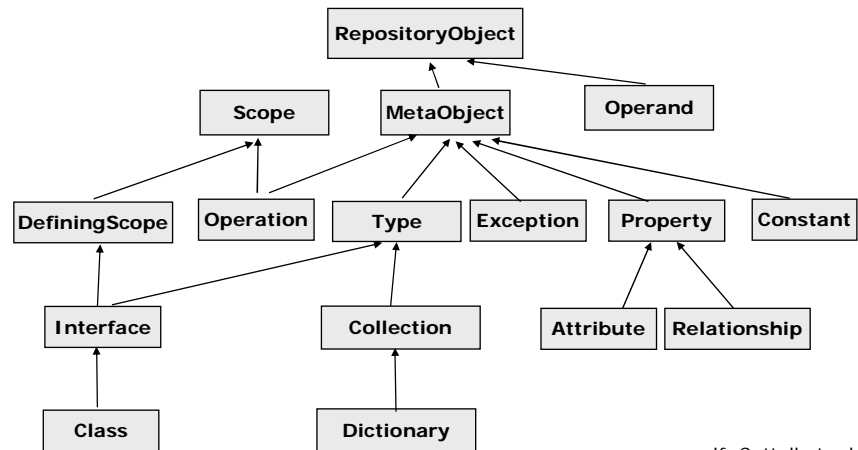 RepositoryObject
Scope
MetaObject
Operand
DefiningScope
Operation
Type
Exception
Property
Constant
Interface
Collection
Attribute
Relationship
Class
Dictionary